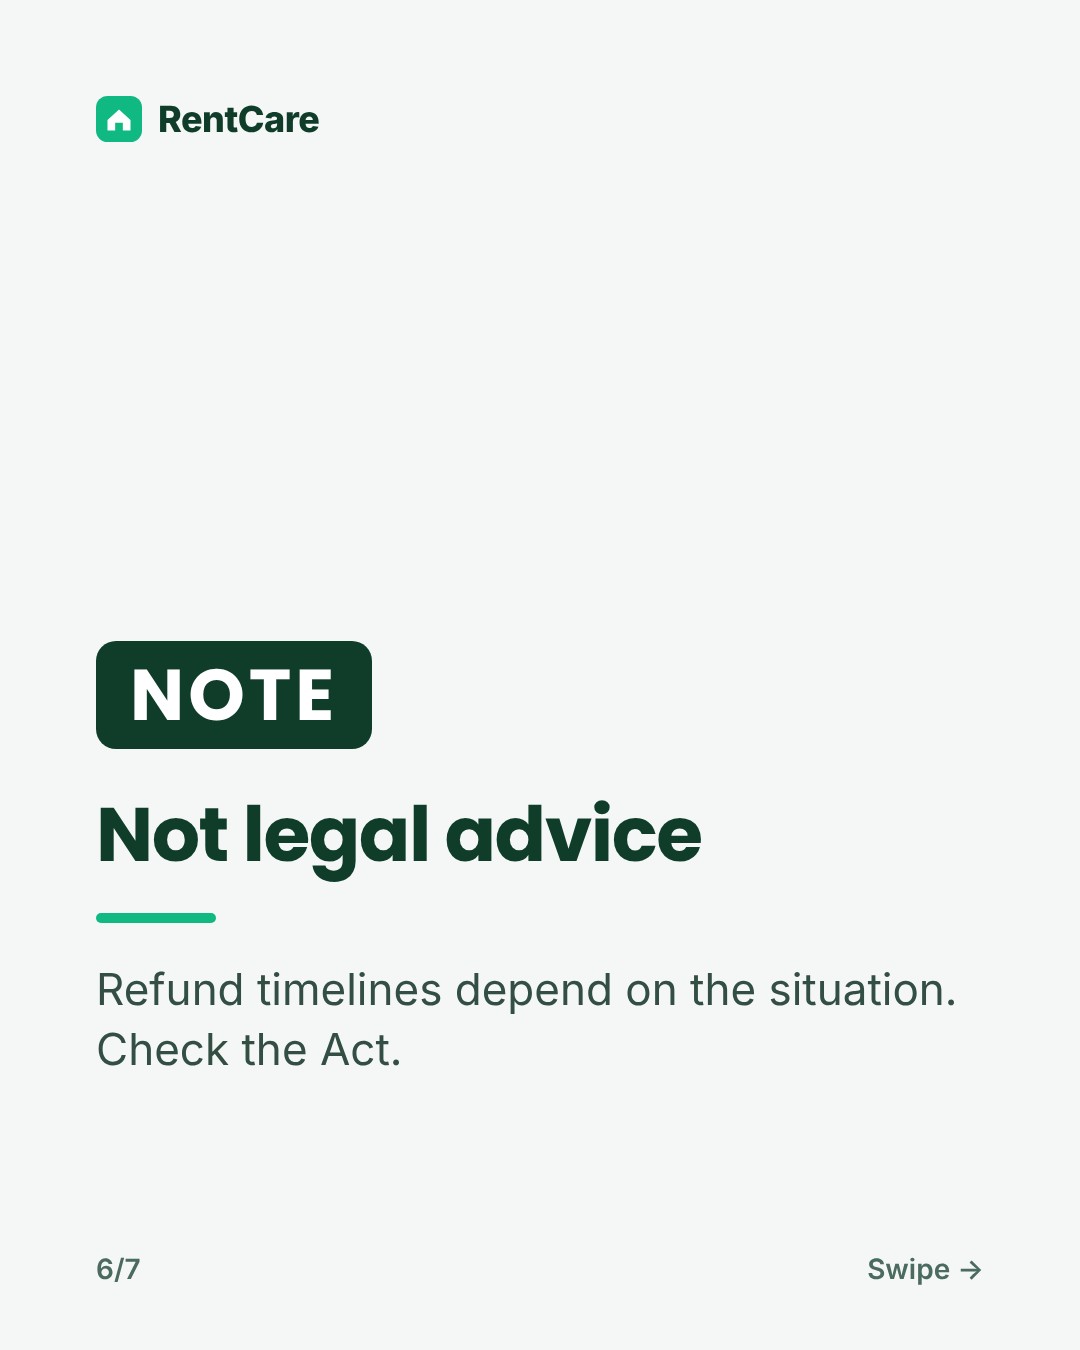 RentCare
NOTE
Not legal advice
Refund timelines depend on the situation.
Check the Act.
6/7
Swipe →